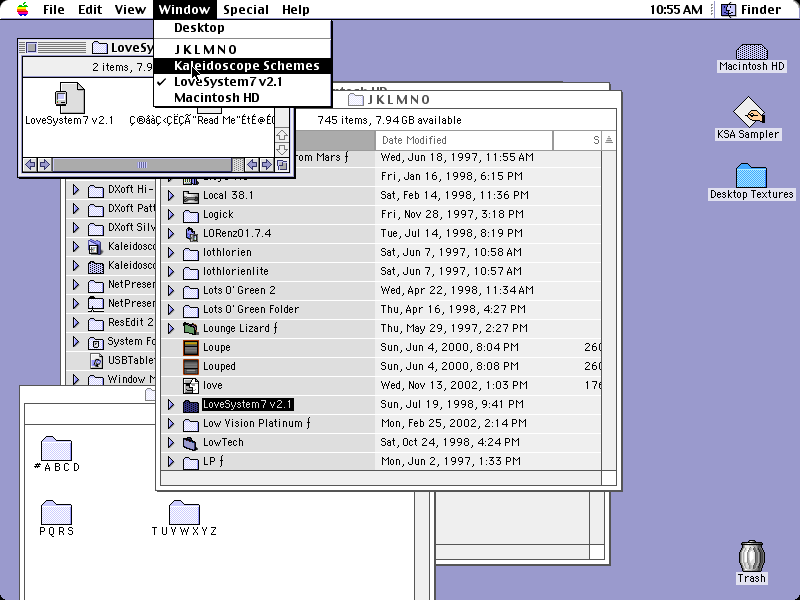 File Edit View Window Special Help 10:55 AM Finder
Desktop
J K L M N O
Kaleidoscope Schemes
✓ LoveSystem7 v2.1
Macintosh HD
LoveSy
2 items, 7.9
LoveSystem7 v2.1
"Read Me"
J K L M N O
745 items, 7.94 GB available
Date Modified S
rom Mars ƒ Wed, Jun 18, 1997, 11:55 AM
Fri, Jan 16, 1998, 6:15 PM
Local 38.1 Sat, Feb 14, 1998, 11:36 PM
Logick Fri, Nov 28, 1997, 3:18 PM
LORenz01.7.4 Tue, Jul 14, 1998, 8:19 PM
lothlorien Sat, Jun 7, 1997, 10:58 AM
lothlorienlite Sat, Jun 7, 1997, 10:57 AM
Lots O' Green 2 Wed, Apr 22, 1998, 11:34 AM
Lots O' Green Folder Thu, Apr 16, 1998, 4:27 PM
Lounge Lizard ƒ Thu, May 29, 1997, 2:27 PM
Loupe Sun, Jun 4, 2000, 8:04 PM 260
Louped Sun, Jun 4, 2000, 8:08 PM 260
love Wed, Nov 13, 2002, 1:03 PM 176
LoveSystem7 v2.1 Sun, Jul 19, 1998, 9:41 PM
Low Vision Platinum ƒ Mon, Feb 25, 2002, 2:14 PM
LowTech Sat, Oct 24, 1998, 4:24 PM
LP ƒ Mon, Jun 2, 1997, 1:33 PM
DXoft Hi-
DXoft Patt
DXoft Silv
Kaleidosco
Kaleidosco
NetPresen
NetPresen
ResEdit 2
System Fo
USBTablet
Window M
# A B C D
P Q R S
T U V W X Y Z
Macintosh HD
KSA Sampler
Desktop Textures
Trash